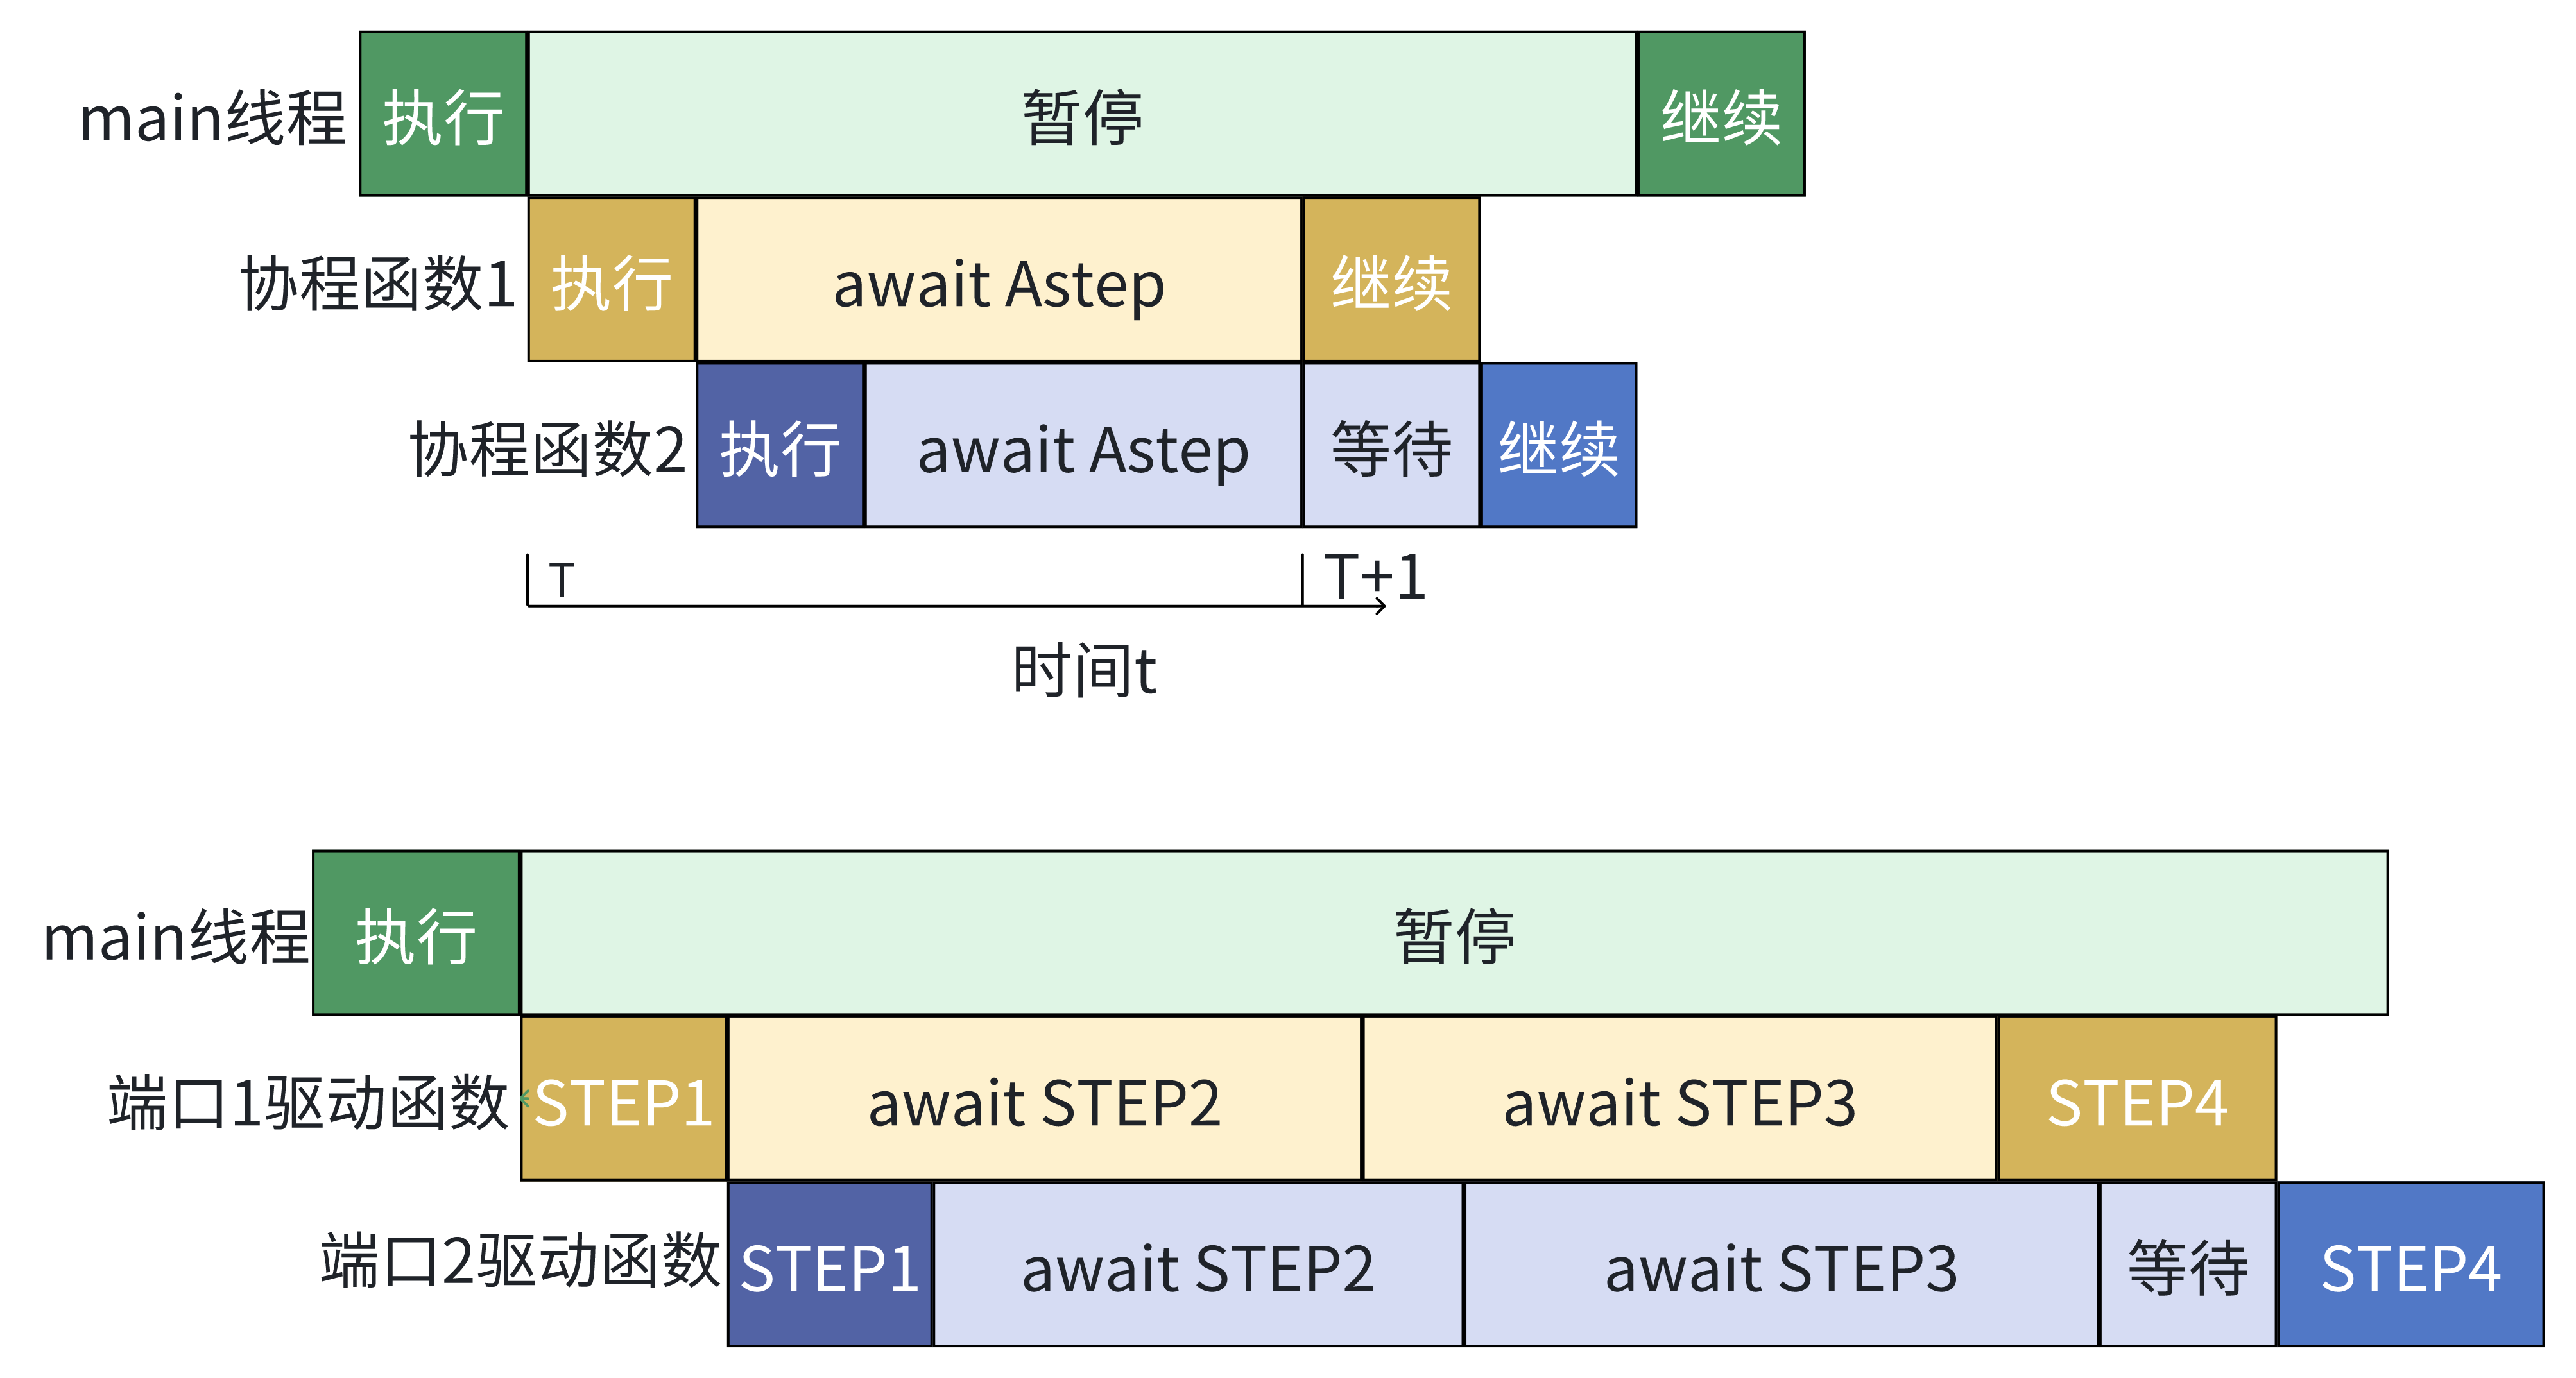 main线程 执行 暂停 继续
协程函数1 执行 await Astep 继续
协程函数2 执行 await Astep 等待 继续
T T+1
时间t
main线程 执行 暂停
端口1驱动函数 STEP1 await STEP2 await STEP3 STEP4
端口2驱动函数 STEP1 await STEP2 await STEP3 等待 STEP4